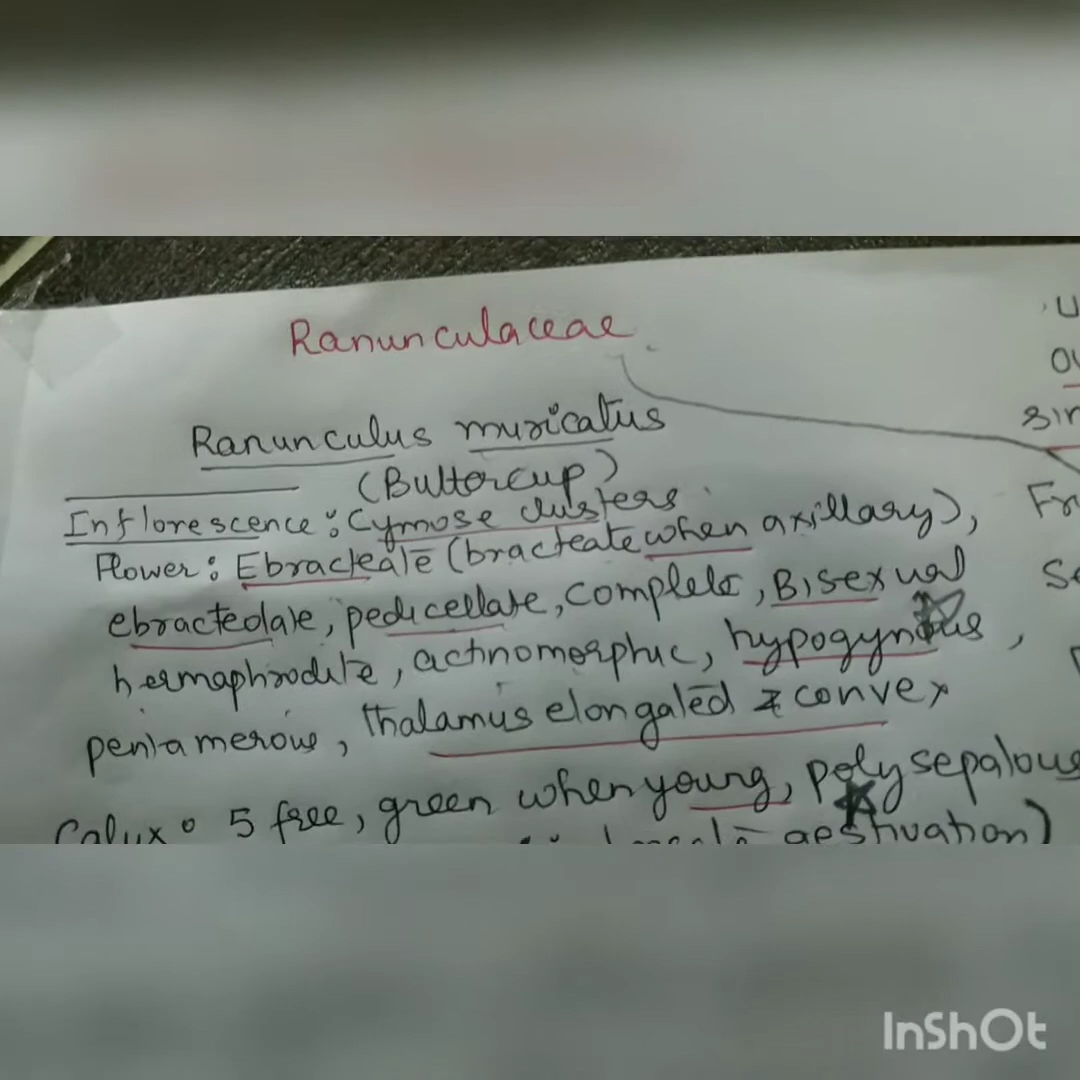 Ranunculaceae
Ranunculus muricatus
(Buttercup)
Inflorescence: Cymose clusters
Flower: Ebracteate (bracteate when axillary),
ebracteolate, pedicellate, complete, Bisexual
hermaphrodite, actinomorphic, hypogynous,
pentamerous, thalamus elongated & convex
Calyx: 5 free, green when young, polysepalous
aestivation)
InShOt